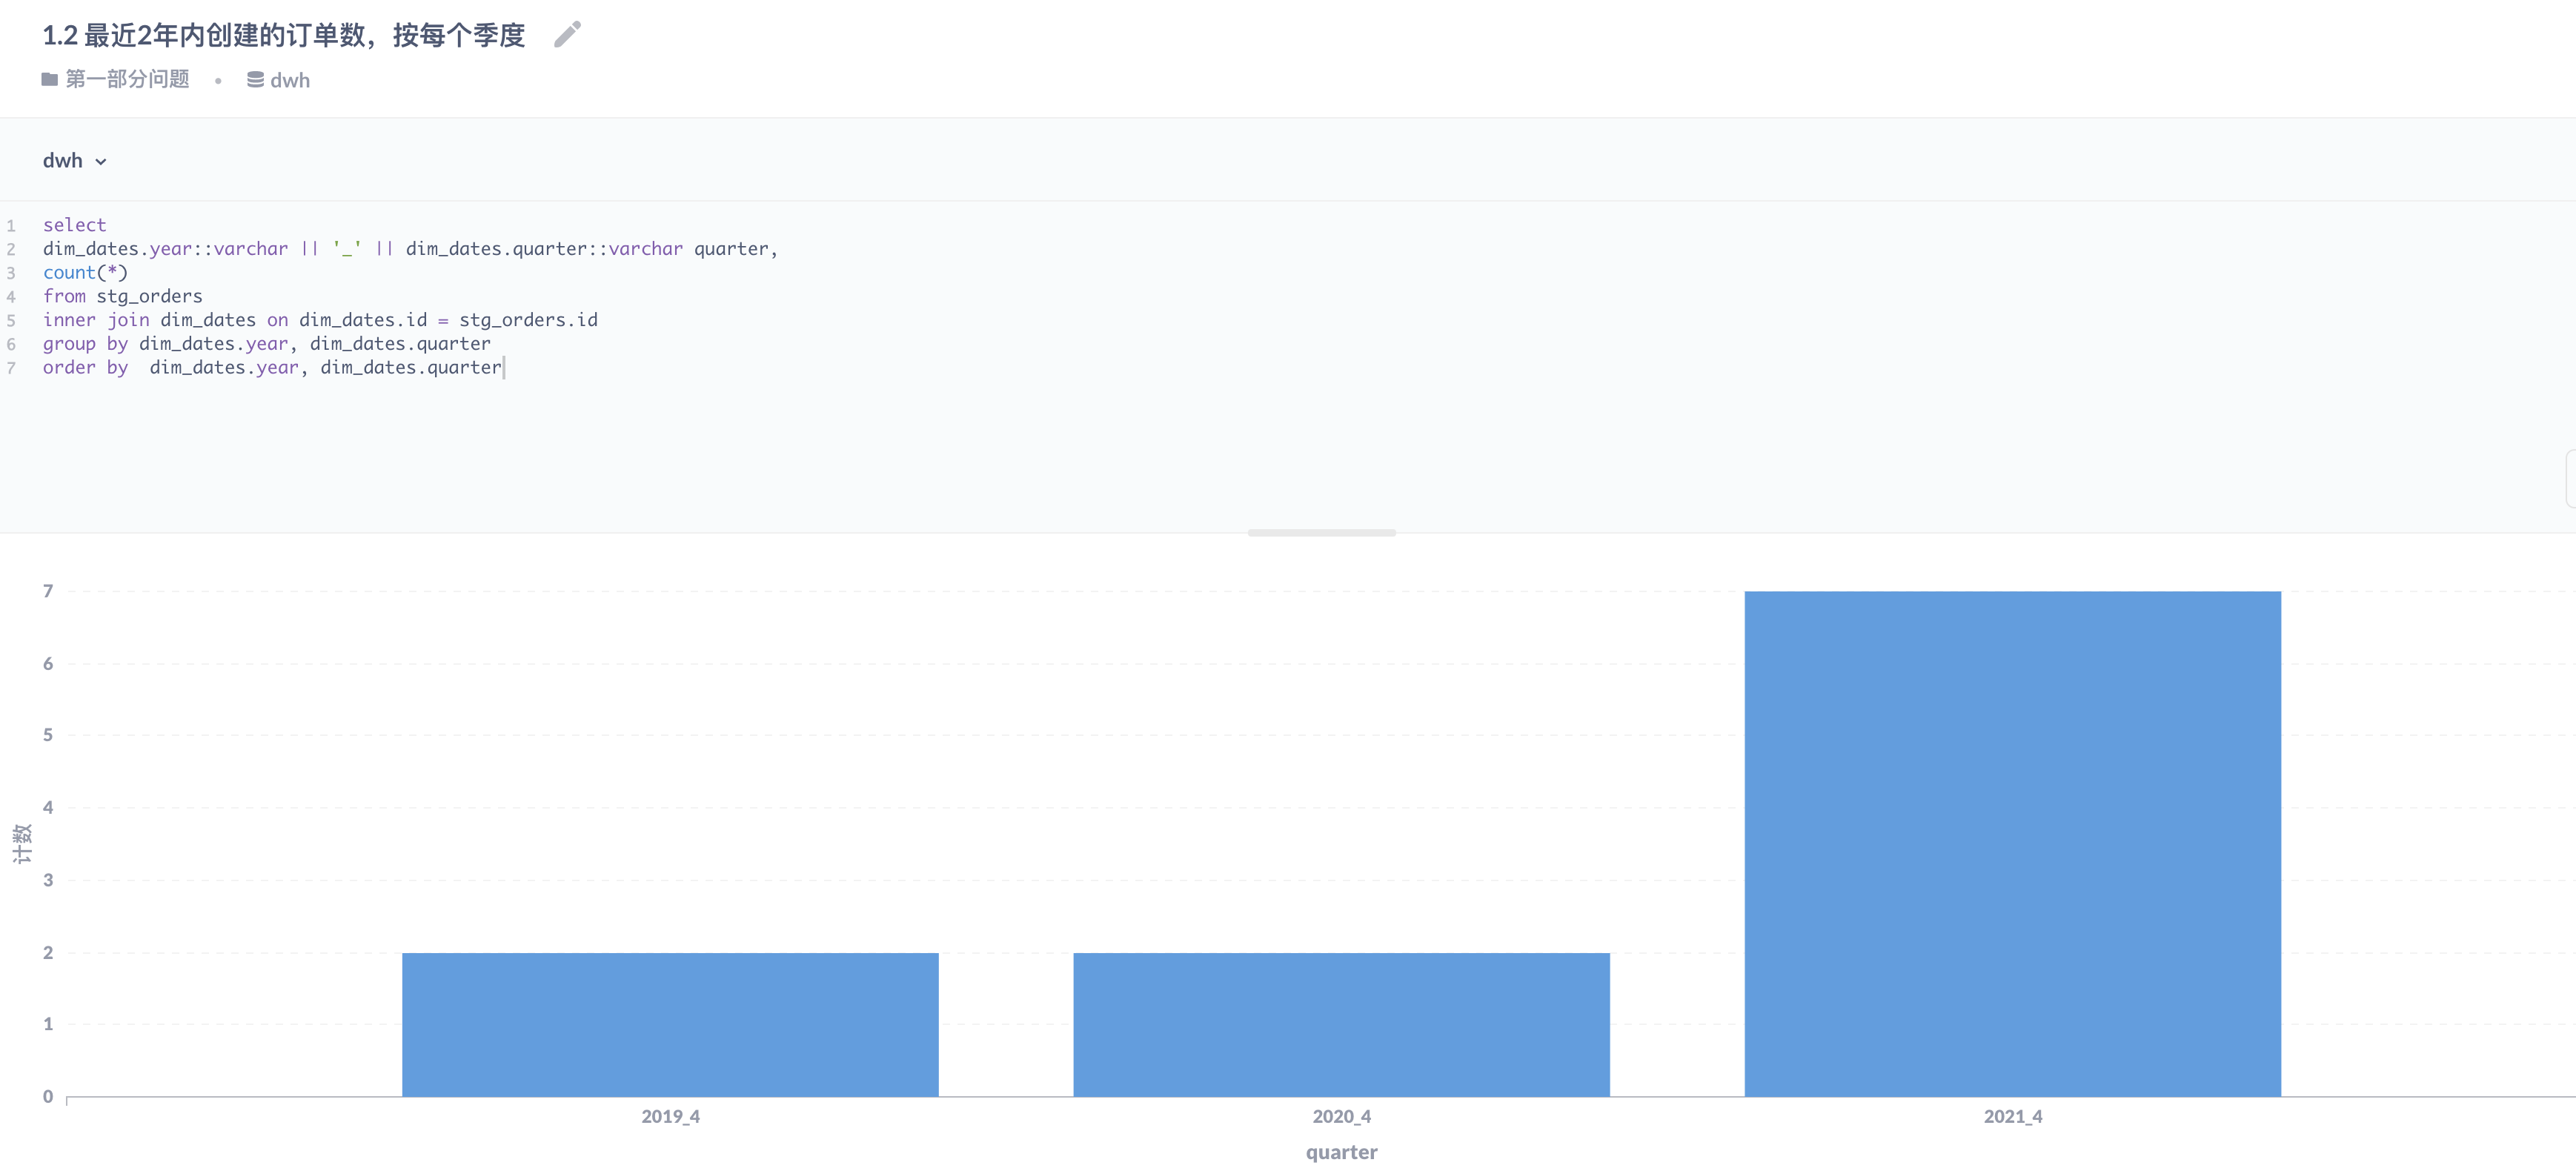 1.2 最近2年内创建的订单数，按每个季度
第一部分问题 • dwh
dwh
1 select
2 dim_dates.year::varchar || '_' || dim_dates.quarter::varchar quarter,
3 count(*)
4 from stg_orders
5 inner join dim_dates on dim_dates.id = stg_orders.id
6 group by dim_dates.year, dim_dates.quarter
7 order by  dim_dates.year, dim_dates.quarter
7
6
5
4
3
2
1
0
计数
2019_4 2020_4 2021_4
quarter